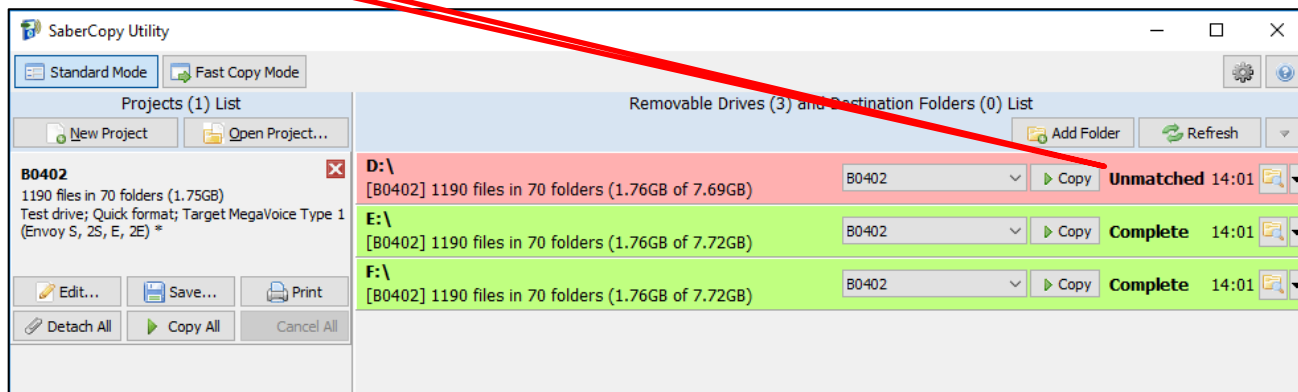 SaberCopy Utility
Standard Mode Fast Copy Mode
Projects (1) List
Removable Drives (3) and Destination Folders (0) List
New Project Open Project...
Add Folder Refresh
B0402
1190 files in 70 folders (1.75GB)
Test drive; Quick format; Target MegaVoice Type 1
(Envoy S, 2S, E, 2E) *
Edit... Save... Print
Detach All Copy All Cancel All
D:\
[B0402] 1190 files in 70 folders (1.76GB of 7.69GB)
B0402 Copy Unmatched 14:01
E:\
[B0402] 1190 files in 70 folders (1.76GB of 7.72GB)
B0402 Copy Complete 14:01
F:\
[B0402] 1190 files in 70 folders (1.76GB of 7.72GB)
B0402 Copy Complete 14:01